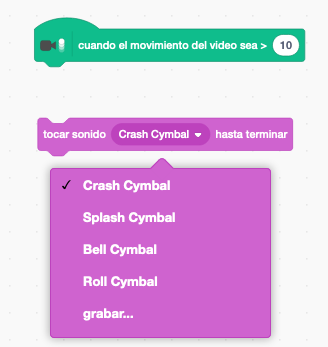 cuando el movimiento del video sea > 10
tocar sonido Crash Cymbal hasta terminar
Crash Cymbal
Splash Cymbal
Bell Cymbal
Roll Cymbal
grabar...